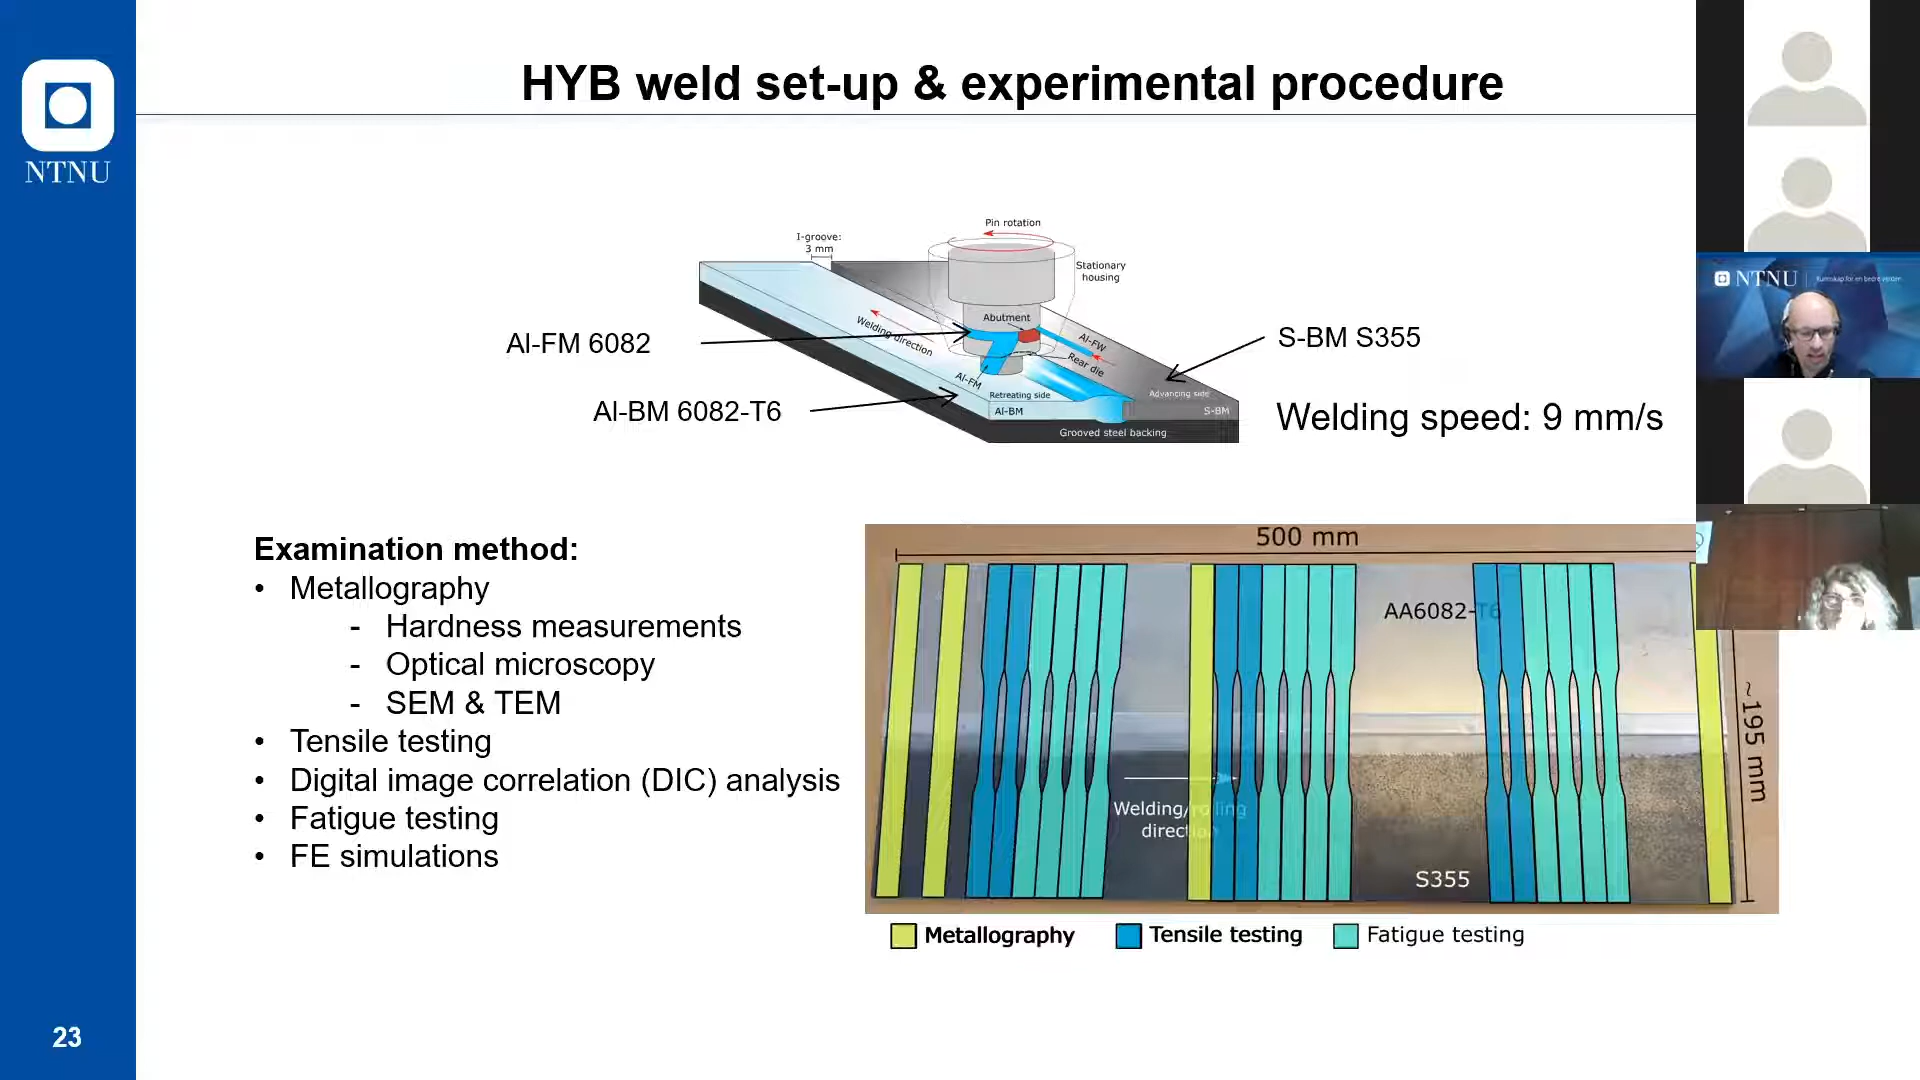 HYB weld set-up & experimental procedure
NTNU
Pin rotation
I-groove:
3 mm
Stationary
housing
Abutment
Welding direction
Al-FW
Rear die
Al-FM
Retreating side
Advancing side
Al-BM
S-BM
Grooved steel backing
Al-FM 6082
Al-BM 6082-T6
S-BM S355
Welding speed: 9 mm/s
NTNU
Examination method:
• Metallography
- Hardness measurements
- Optical microscopy
- SEM & TEM
• Tensile testing
• Digital image correlation (DIC) analysis
• Fatigue testing
• FE simulations
500 mm
AA6082-T6
~195 mm
Welding/rolling
direction
S355
Metallography
Tensile testing
Fatigue testing
23